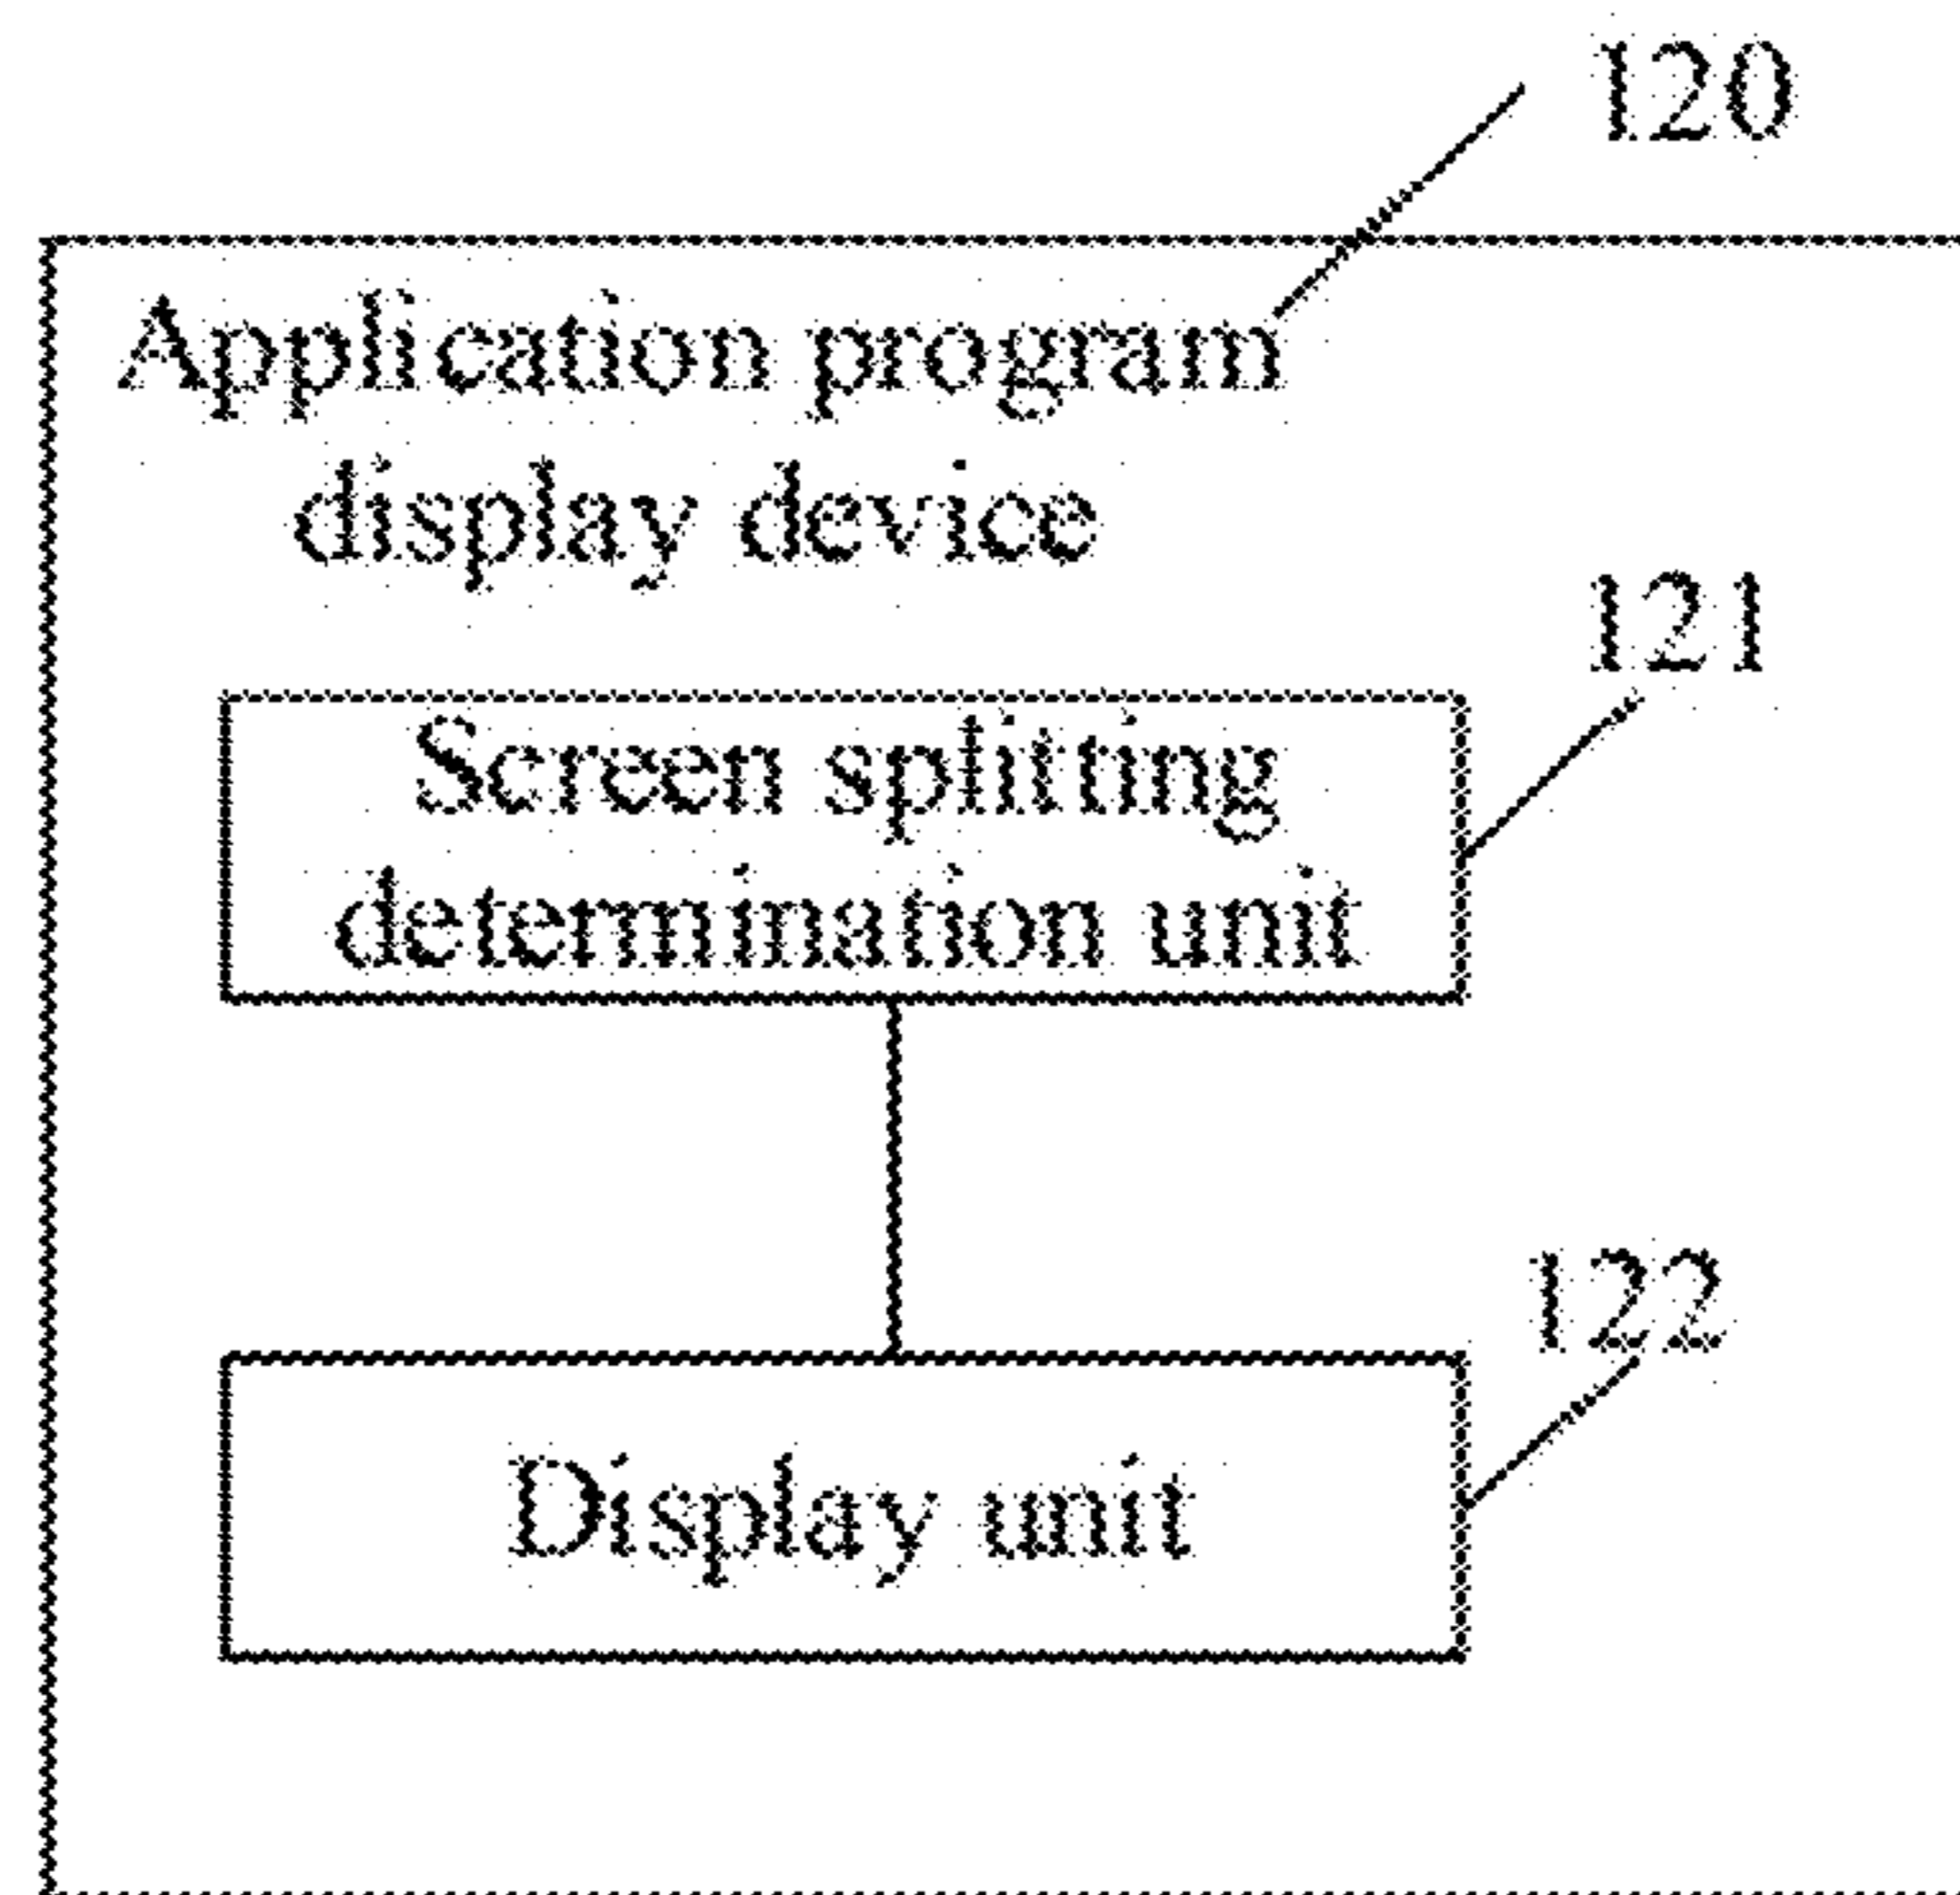 120
Application program
display device
121
Screen splitting
determination unit
122
Display unit